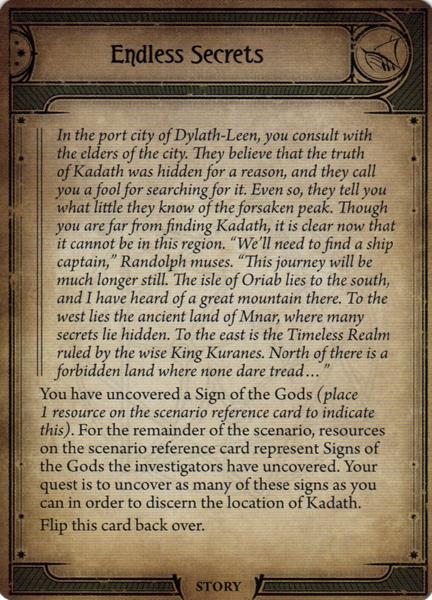 Endless Secrets
In the port city of Dylath-Leen, you consult with
the elders of the city. They believe that the truth
of Kadath was hidden for a reason, and they call
you a fool for searching for it. Even so, they tell you
what little they know of the forsaken peak. Though
you are far from finding Kadath, it is clear now that
it cannot be in this region. “We’ll need to find a ship
captain,” Randolph muses. “This journey will be
much longer still. The isle of Oriab lies to the south,
and I have heard of a great mountain there. To the
west lies the ancient land of Mnar, where many
secrets lie hidden. To the east is the Timeless Realm
ruled by the wise King Kuranes. North of there is a
forbidden land where none dare tread… ”
You have uncovered a Sign of the Gods (place
1 resource on the scenario reference card to indicate
this). For the remainder of the scenario, resources
on the scenario reference card represent Signs of
the Gods the investigators have uncovered. Your
quest is to uncover as many of these signs as you
can in order to discern the location of Kadath.
Flip this card back over.
STORY